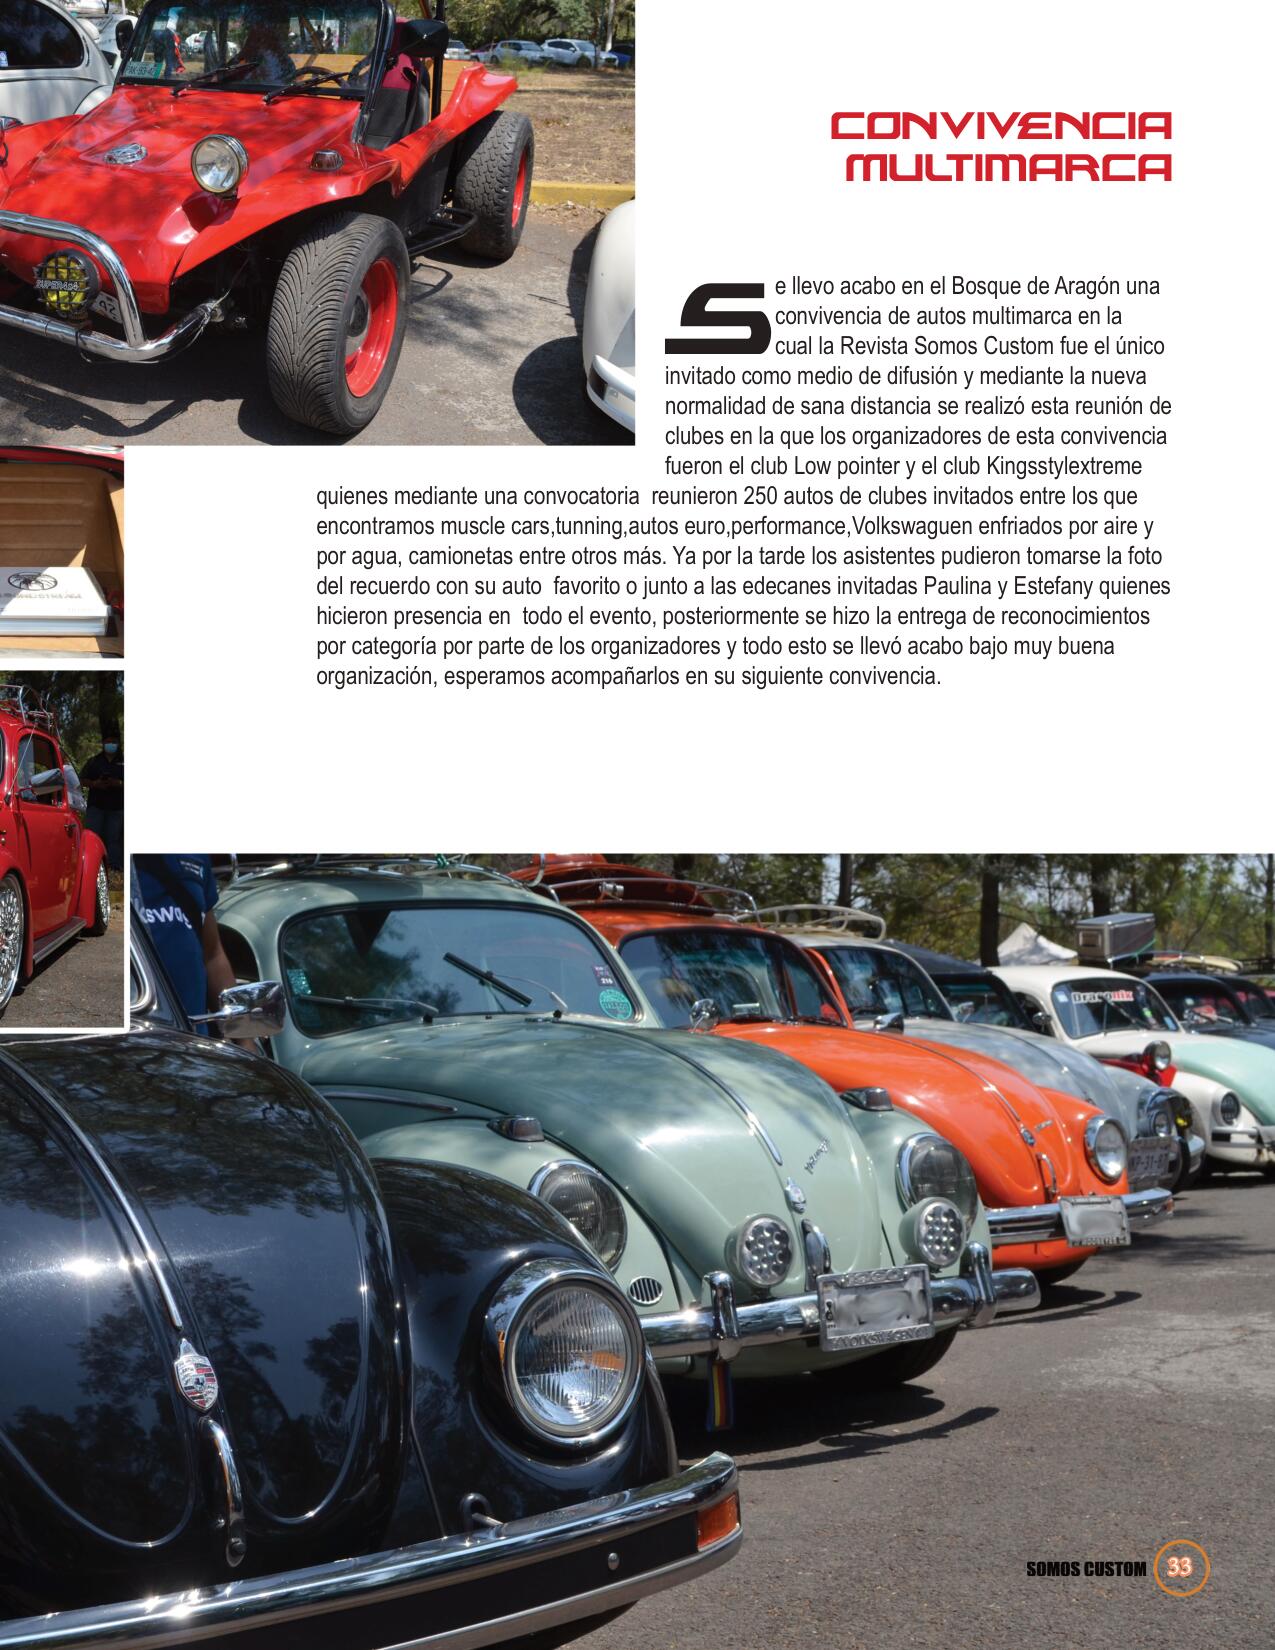 CONVIVENCIA
MULTIMARCA
Se llevo acabo en el Bosque de Aragón una
convivencia de autos multimarca en la
cual la Revista Somos Custom fue el único
invitado como medio de difusión y mediante la nueva
normalidad de sana distancia se realizó esta reunión de
clubes en la que los organizadores de esta convivencia
fueron el club Low pointer y el club Kingsstylextreme
quienes mediante una convocatoria reunieron 250 autos de clubes invitados entre los que
encontramos muscle cars,tunning,autos euro,performance,Volkswaguen enfriados por aire y
por agua, camionetas entre otros más. Ya por la tarde los asistentes pudieron tomarse la foto
del recuerdo con su auto favorito o junto a las edecanes invitadas Paulina y Estefany quienes
hicieron presencia en todo el evento, posteriormente se hizo la entrega de reconocimientos
por categoría por parte de los organizadores y todo esto se llevó acabo bajo muy buena
organización, esperamos acompañarlos en su siguiente convivencia.
SUPER4x4
VOLKSWAGEN
SOMOS CUSTOM 33